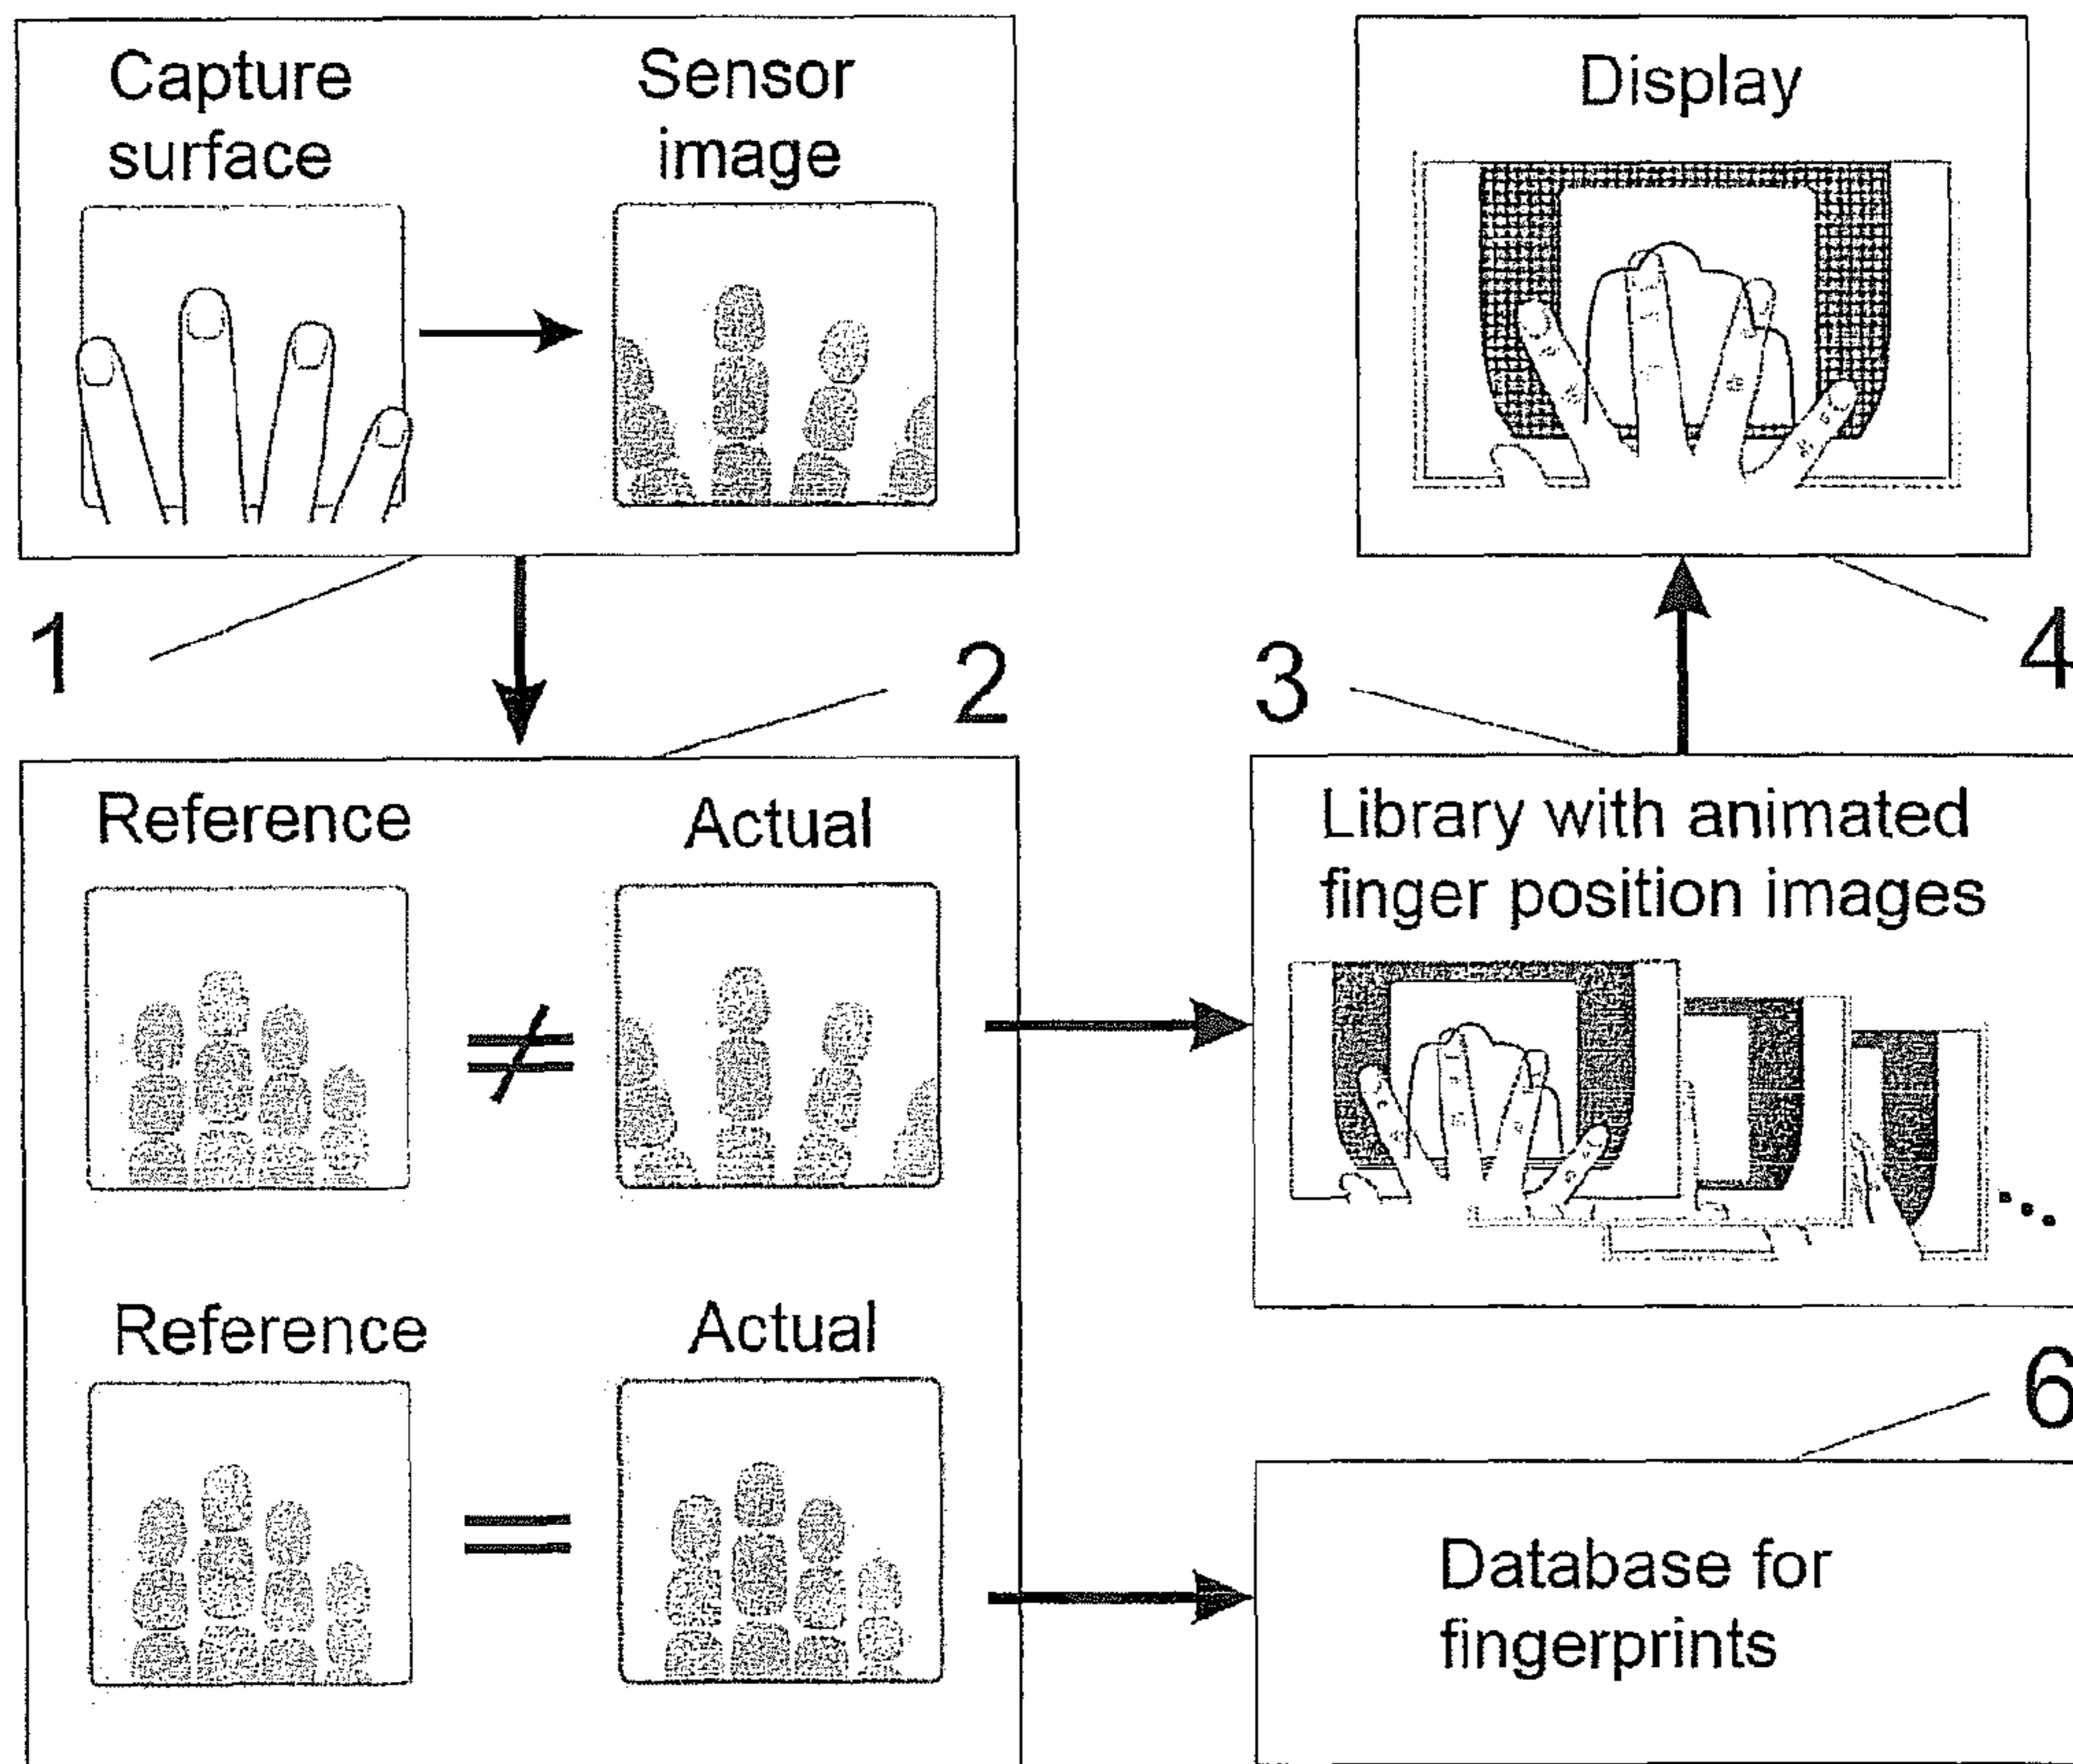 Capture
surface
Sensor
image
Display
1
2
3
4
Reference
Actual
Library with animated
finger position images
≠
Reference
Actual
=
6
Database for
fingerprints